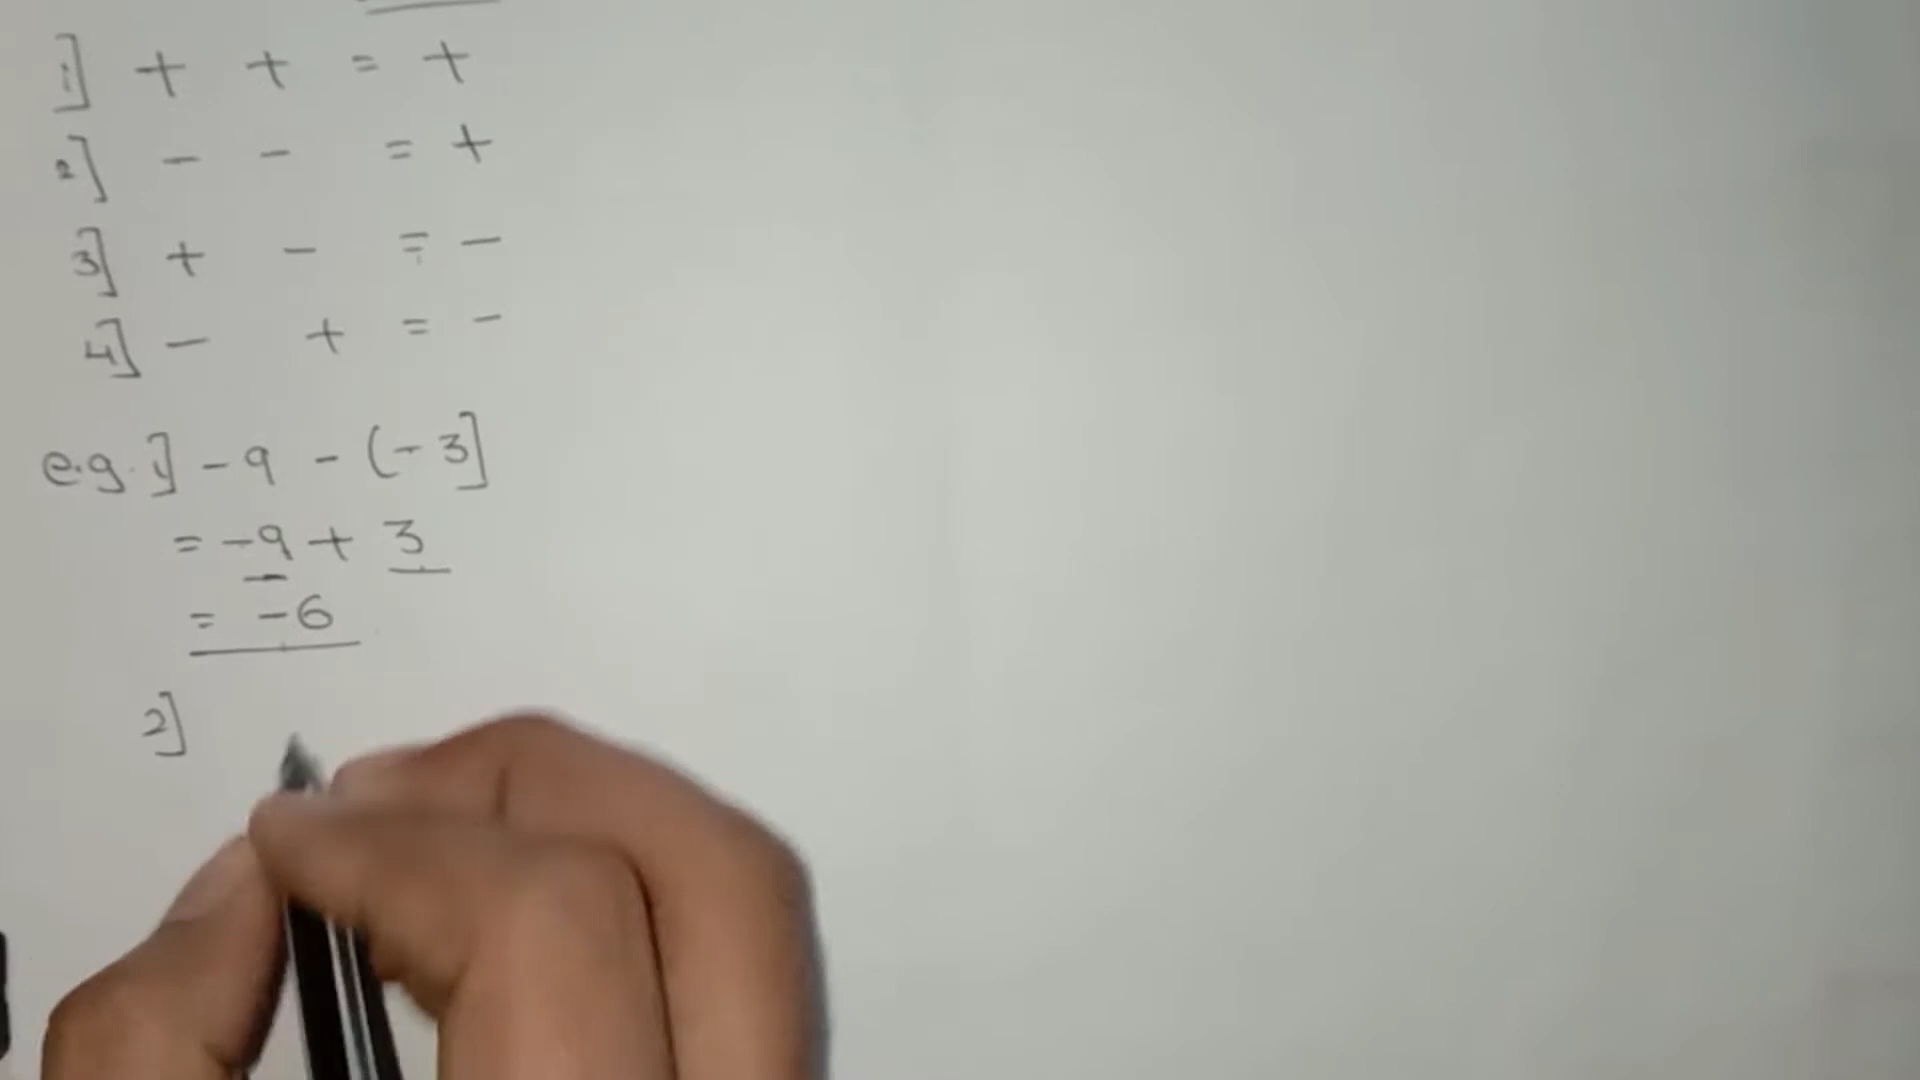 1] + + = +
2] - - = +
3] + - = -
4] - + = -
e.g. 1] - 9 - (- 3]
= -9 + 3
= -6
2]